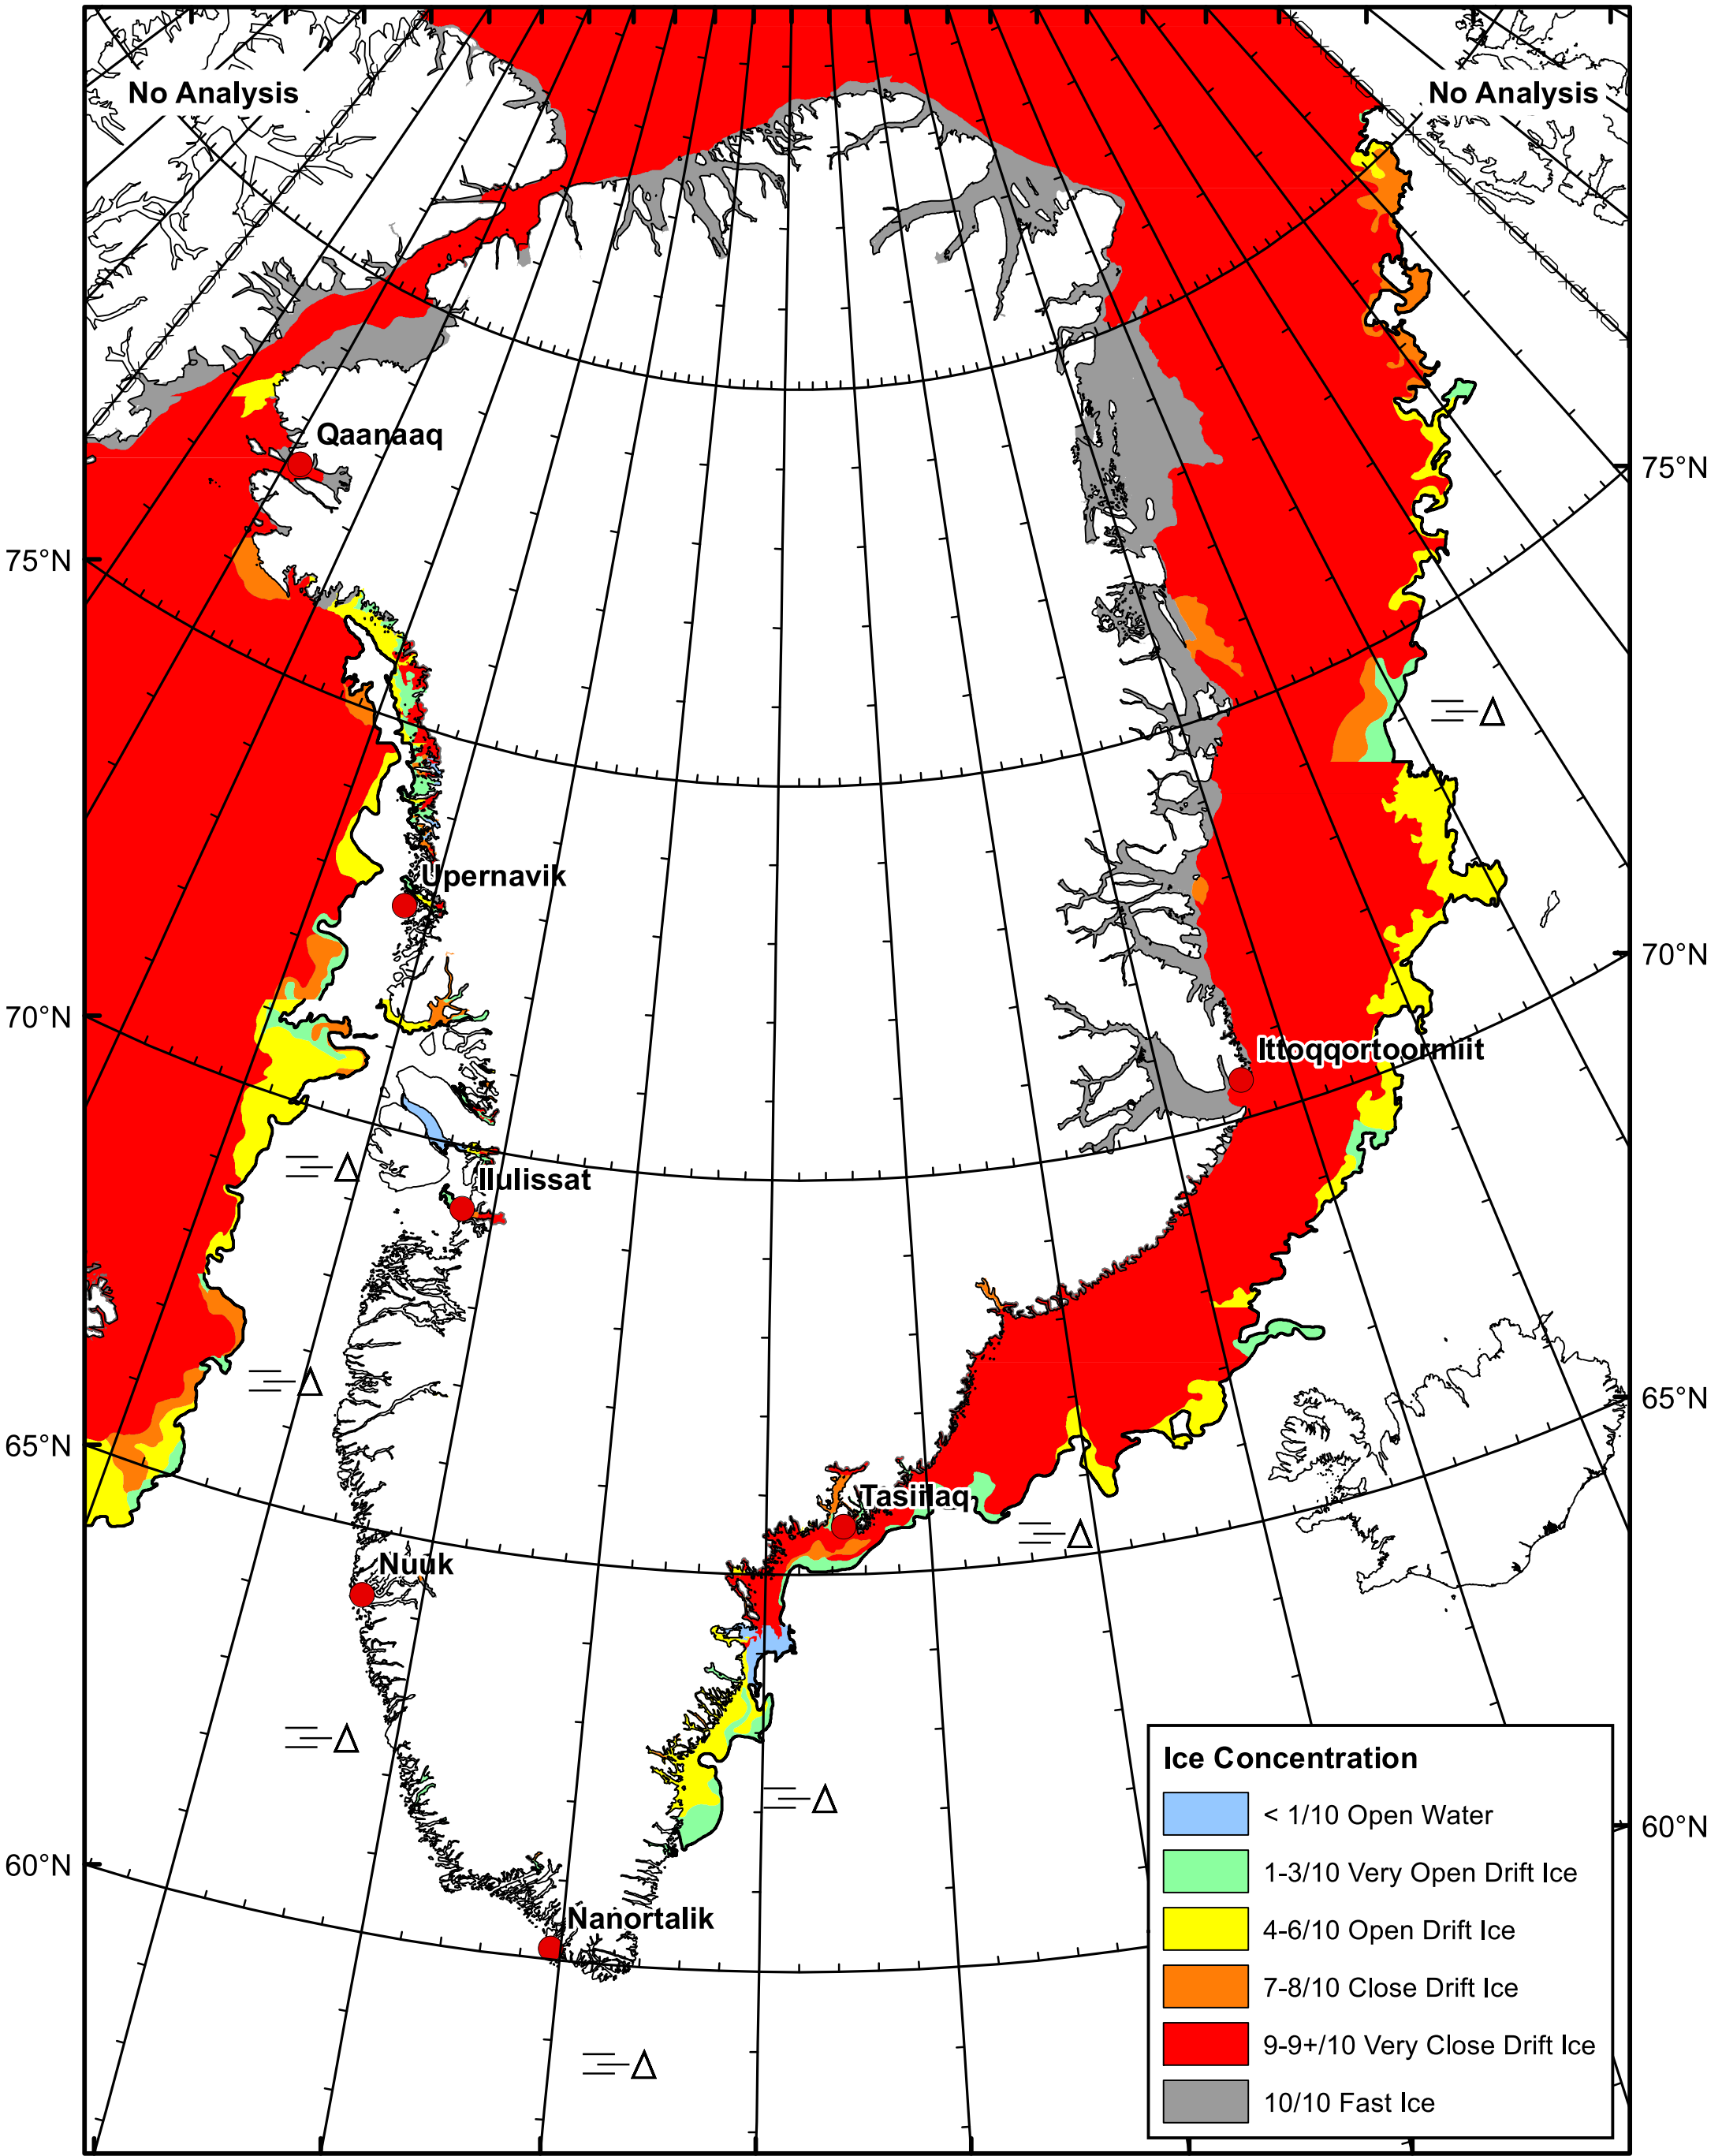 No Analysis
No Analysis
Qaanaaq
75°N
75°N
Upernavik
70°N
70°N
Ittoqqortoormiit
Ilulissat
65°N
65°N
Tasiilaq
Nuuk
60°N
60°N
Nanortalik
Ice Concentration
< 1/10 Open Water
1-3/10 Very Open Drift Ice
4-6/10 Open Drift Ice
7-8/10 Close Drift Ice
9-9+/10 Very Close Drift Ice
10/10 Fast Ice